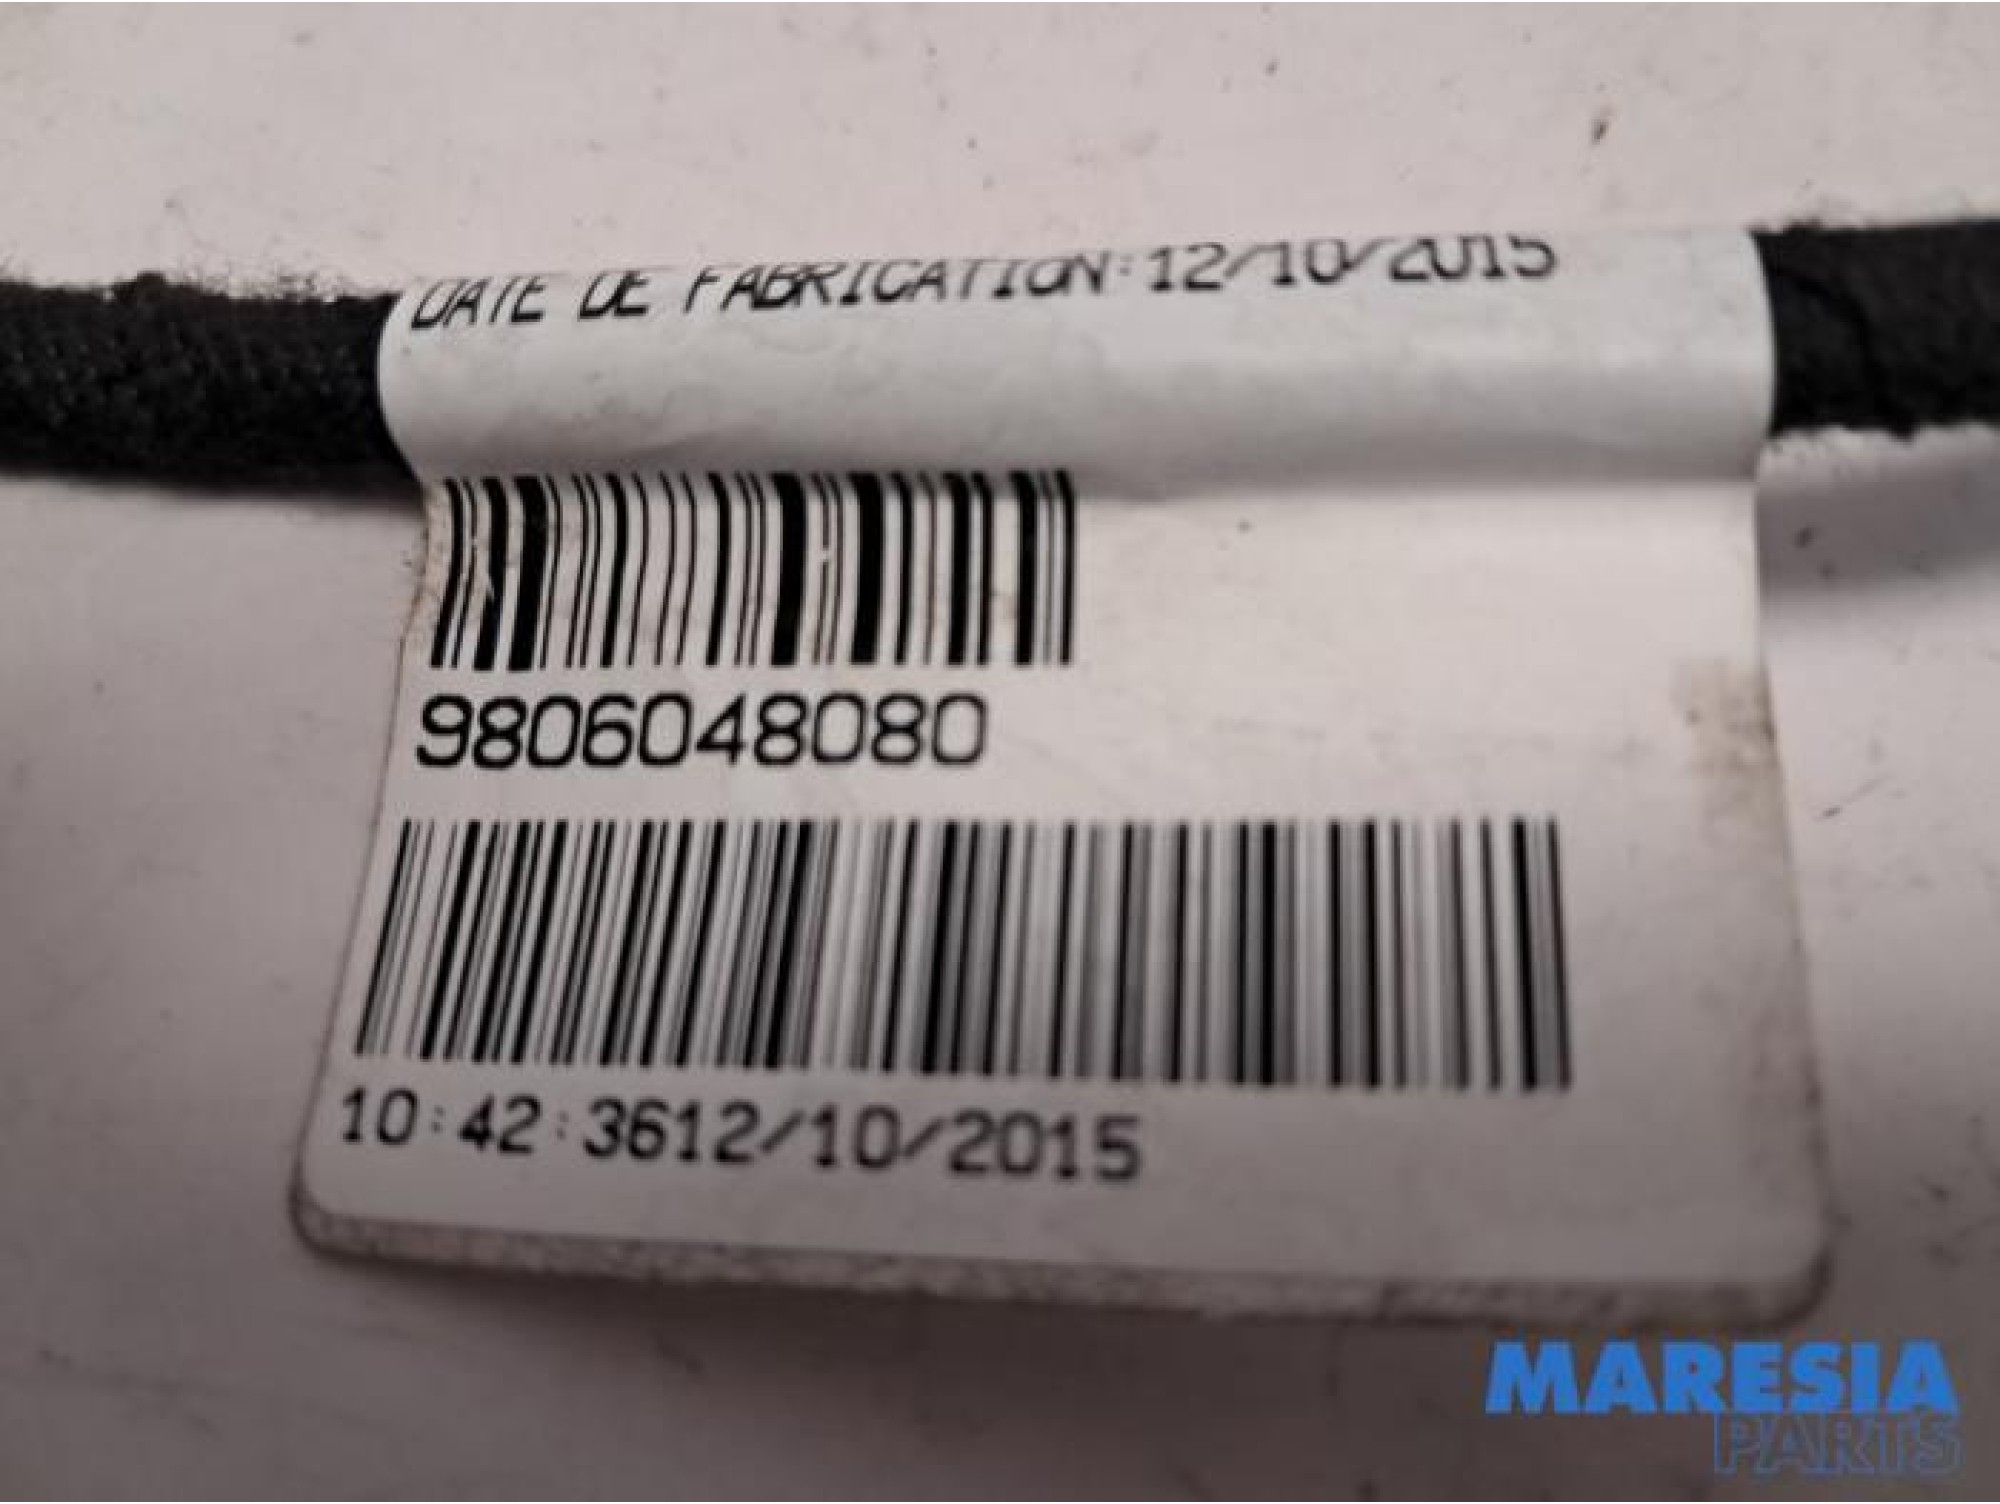 DATE DE FABRICATION:12/10/2015
9806048080
10:42:3612/10/2015
MARESIA
PARTS